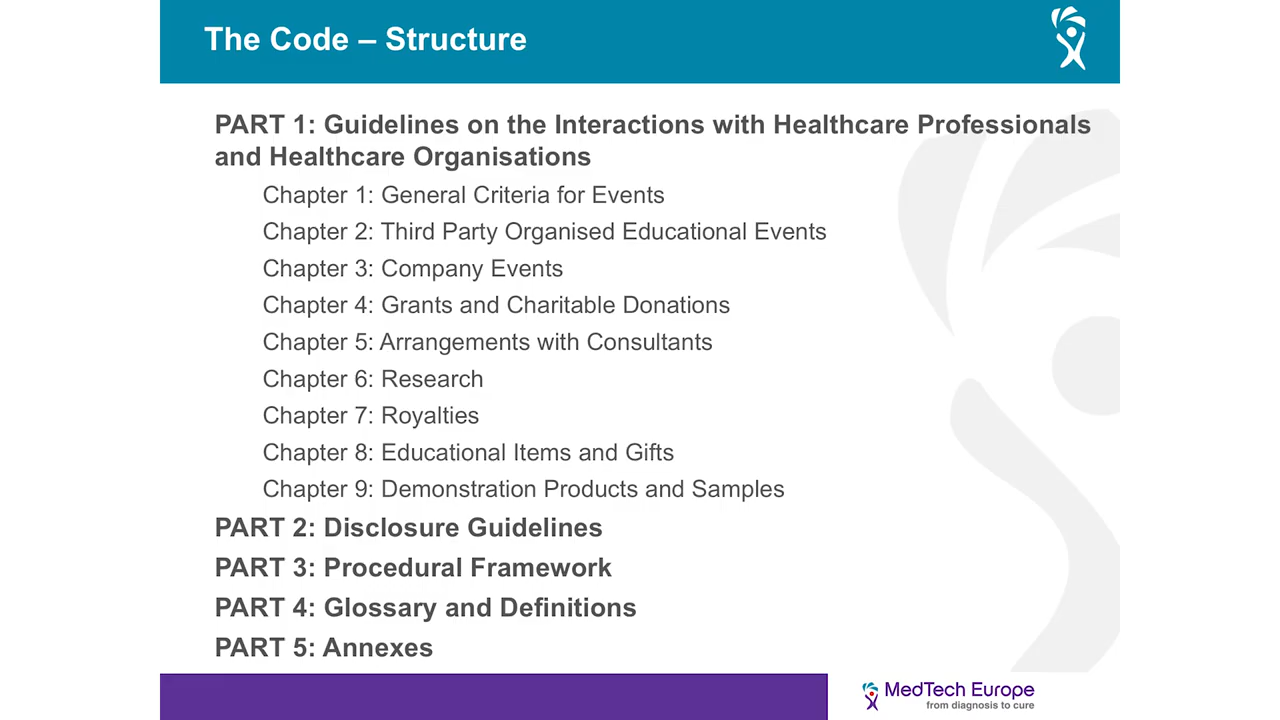 The Code – Structure
PART 1: Guidelines on the Interactions with Healthcare Professionals
and Healthcare Organisations
Chapter 1: General Criteria for Events
Chapter 2: Third Party Organised Educational Events
Chapter 3: Company Events
Chapter 4: Grants and Charitable Donations
Chapter 5: Arrangements with Consultants
Chapter 6: Research
Chapter 7: Royalties
Chapter 8: Educational Items and Gifts
Chapter 9: Demonstration Products and Samples
PART 2: Disclosure Guidelines
PART 3: Procedural Framework
PART 4: Glossary and Definitions
PART 5: Annexes
MedTech Europe
from diagnosis to cure